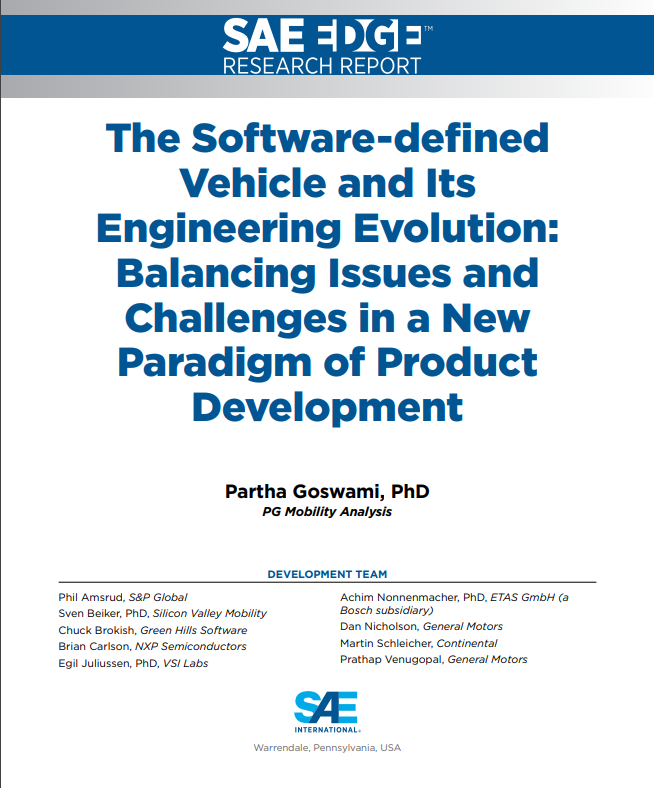 SAE EDGE™
RESEARCH REPORT
The Software-defined
Vehicle and Its
Engineering Evolution:
Balancing Issues and
Challenges in a New
Paradigm of Product
Development
Partha Goswami, PhD
PG Mobility Analysis
DEVELOPMENT TEAM
Phil Amsrud, S&P Global
Sven Beiker, PhD, Silicon Valley Mobility
Chuck Brokish, Green Hills Software
Brian Carlson, NXP Semiconductors
Egil Juliussen, PhD, VSI Labs
Achim Nonnenmacher, PhD, ETAS GmbH (a
Bosch subsidiary)
Dan Nicholson, General Motors
Martin Schleicher, Continental
Prathap Venugopal, General Motors
SAE
INTERNATIONAL®
Warrendale, Pennsylvania, USA